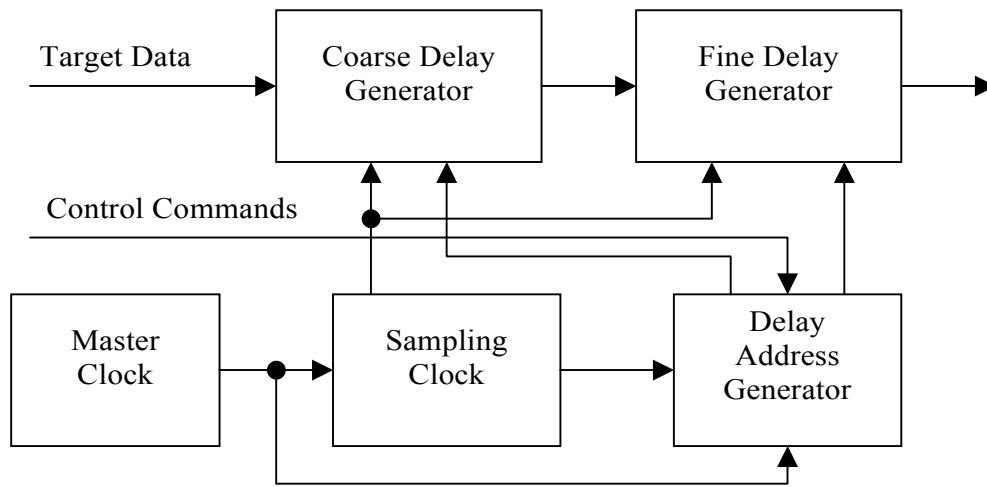 Target Data
Coarse Delay
Generator
Fine Delay
Generator
Control Commands
Master
Clock
Sampling
Clock
Delay
Address
Generator